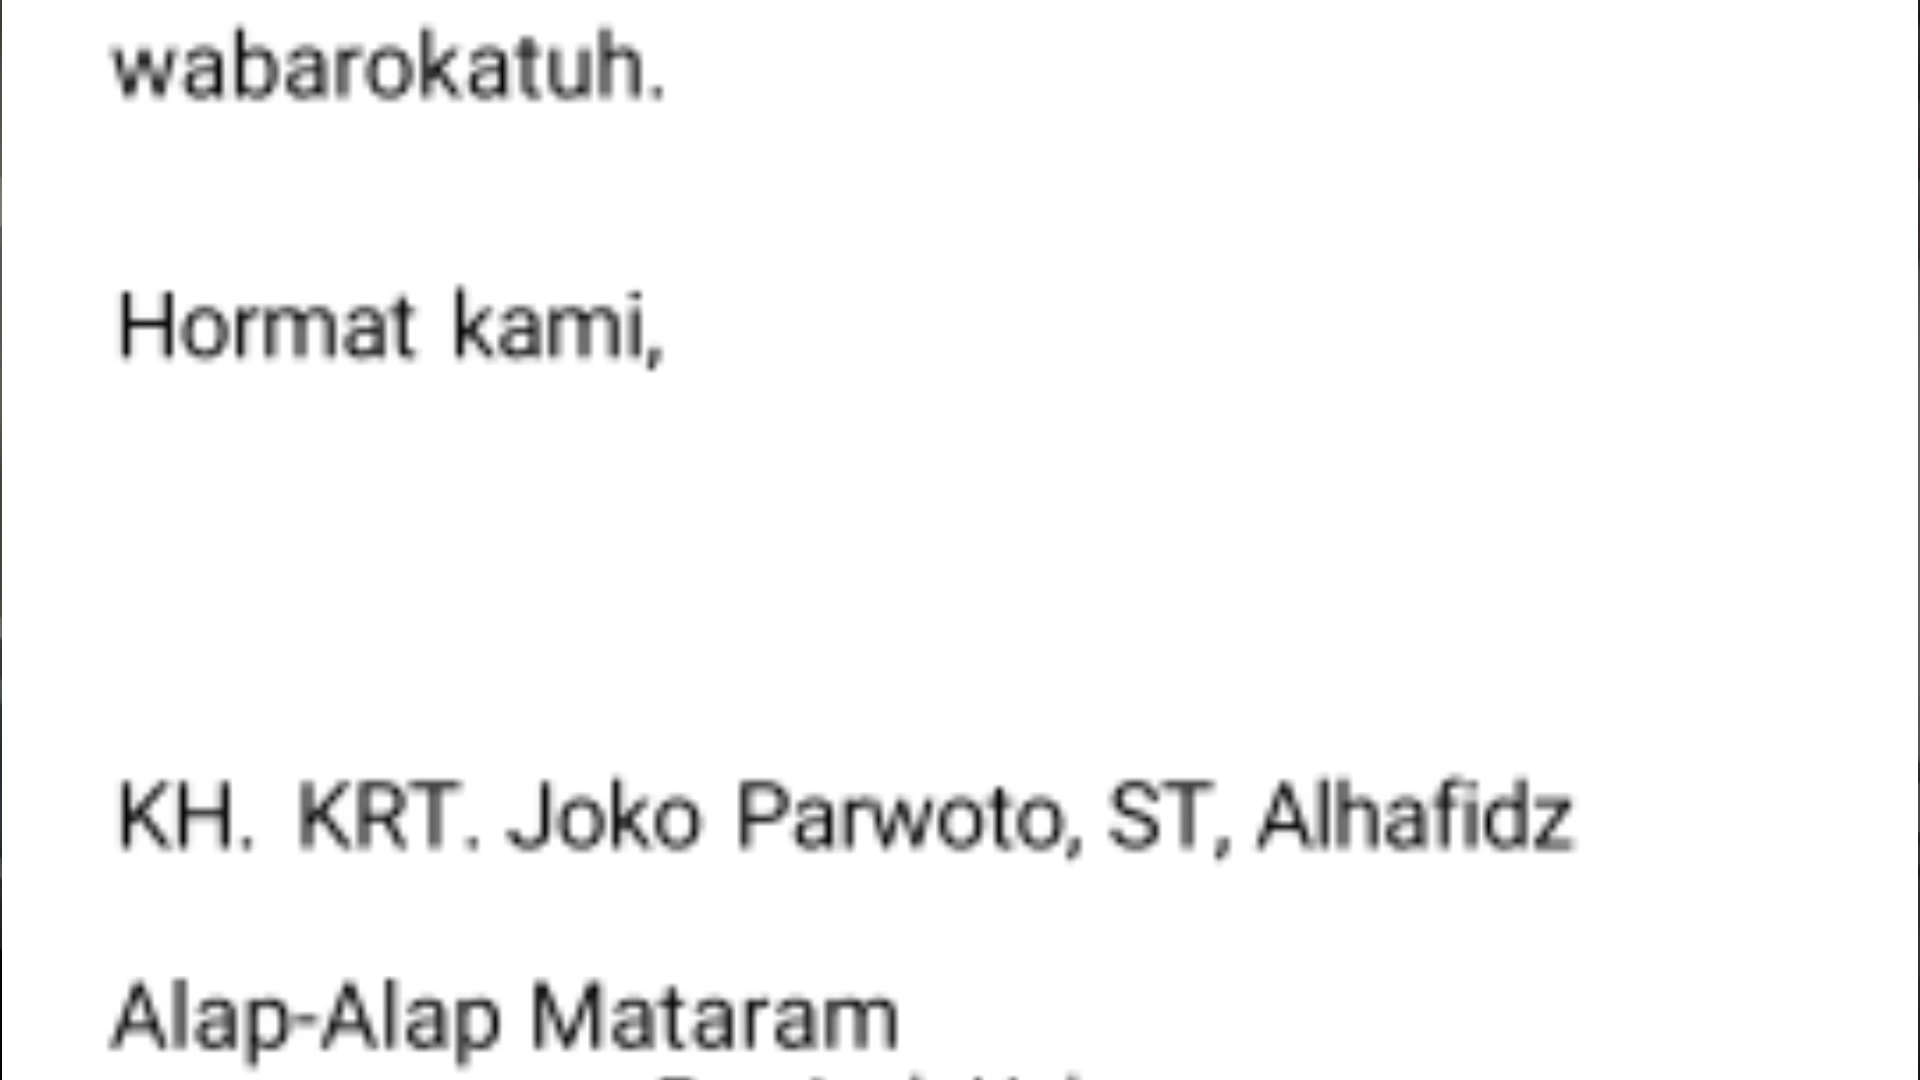 wabarokatuh.
Hormat kami,
KH. KRT. Joko Parwoto, ST, Alhafidz
Alap-Alap Mataram